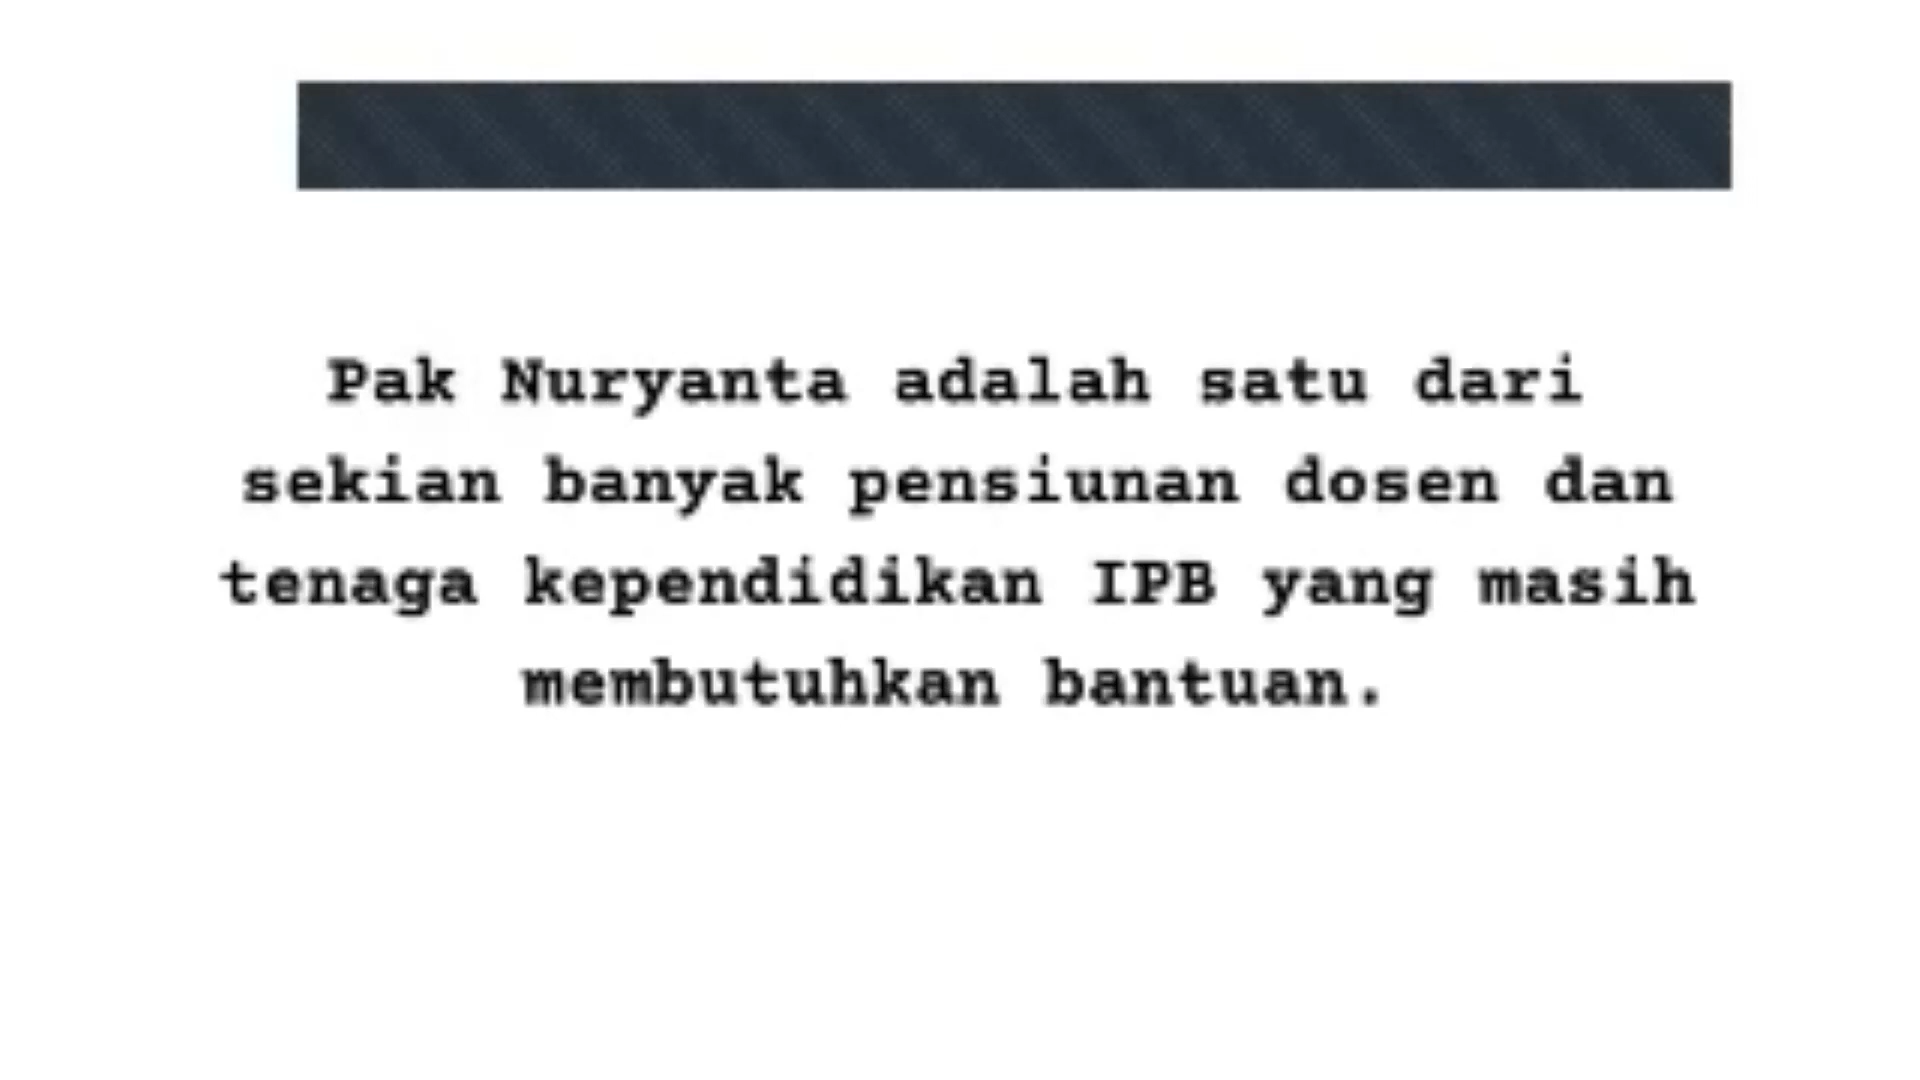 Pak Nuryanta adalah satu dari
sekian banyak pensiunan dosen dan
tenaga kependidikan IPB yang masih
membutuhkan bantuan.